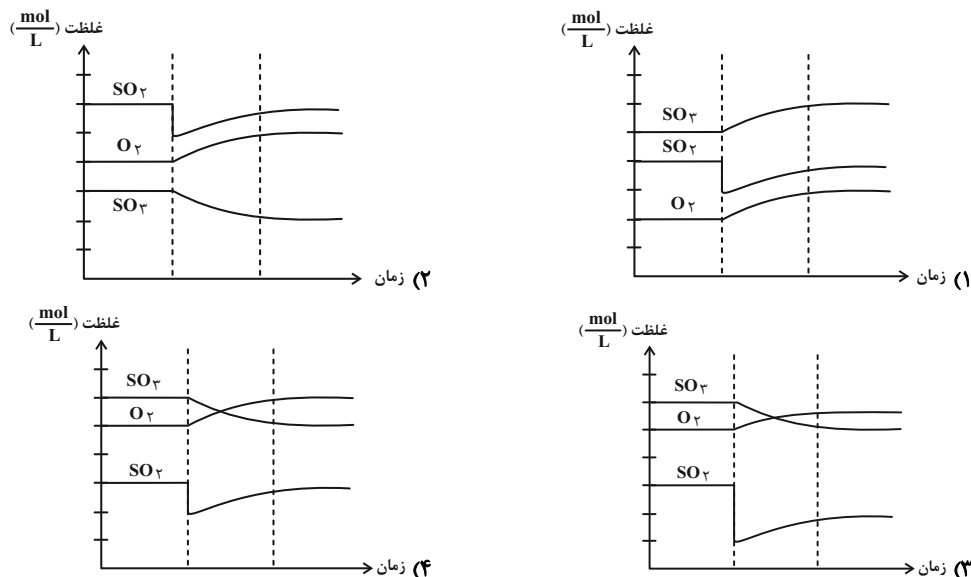 غلظت (mol/L)
SO۳
SO۲
O۲
زمان
۱)
غلظت (mol/L)
SO۲
O۲
SO۳
زمان
۲)
غلظت (mol/L)
SO۳
O۲
SO۲
زمان
۳)
غلظت (mol/L)
SO۳
O۲
SO۲
زمان
۴)